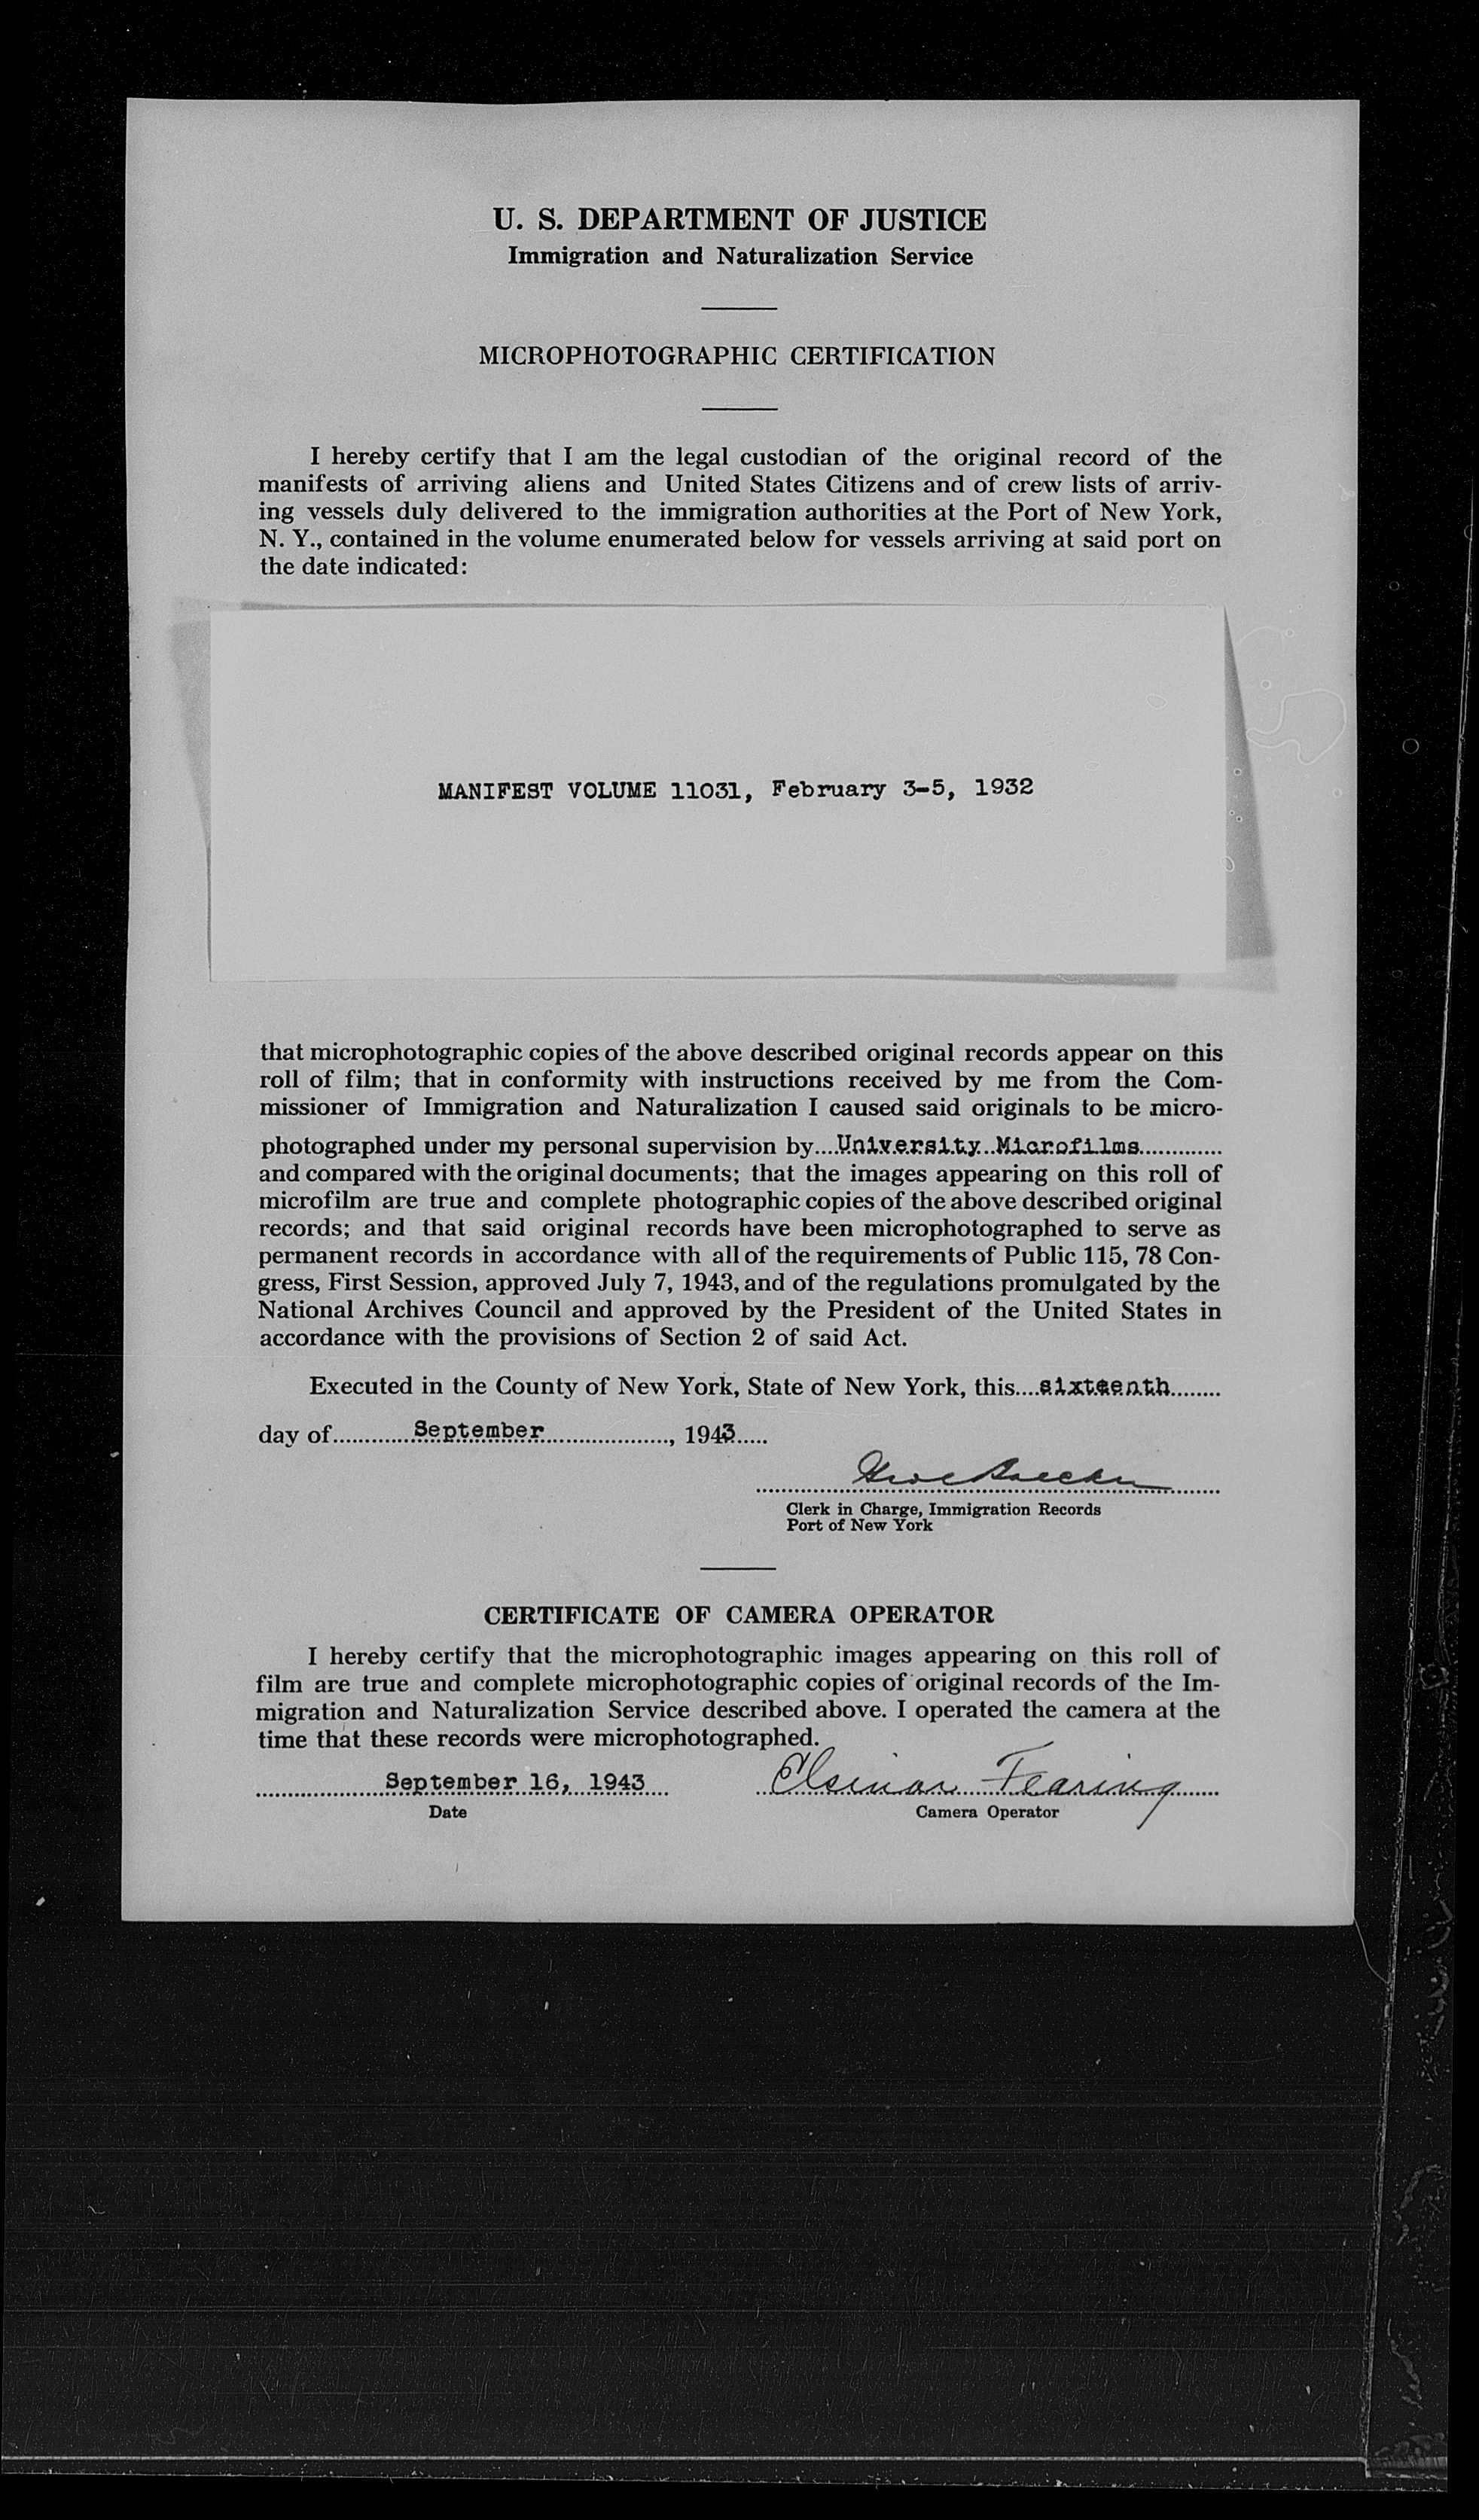 U. S. DEPARTMENT OF JUSTICE
Immigration and Naturalization Service
MICROPHOTOGRAPHIC CERTIFICATION
I hereby certify that I am the legal custodian of the original record of the
manifests of arriving aliens and United States Citizens and of crew lists of arriv-
ing vessels duly delivered to the immigration authorities at the Port of New York,
N. Y., contained in the volume enumerated below for vessels arriving at said port on
the date indicated:
MANIFEST VOLUME 11031, February 3-5, 1932
that microphotographic copies of the above described original records appear on this
roll of film; that in conformity with instructions received by me from the Com-
missioner of Immigration and Naturalization I caused said originals to be micro-
photographed under my personal supervision by....University Microfilms.............
and compared with the original documents; that the images appearing on this roll of
microfilm are true and complete photographic copies of the above described original
records; and that said original records have been microphotographed to serve as
permanent records in accordance with all of the requirements of Public 115, 78 Con-
gress, First Session, approved July 7, 1943, and of the regulations promulgated by the
National Archives Council and approved by the President of the United States in
accordance with the provisions of Section 2 of said Act.
Executed in the County of New York, State of New York, this....sixteenth........
day of............September...................., 1943.....
Clerk in Charge, Immigration Records
Port of New York
CERTIFICATE OF CAMERA OPERATOR
I hereby certify that the microphotographic images appearing on this roll of
film are true and complete microphotographic copies of original records of the Im-
migration and Naturalization Service described above. I operated the camera at the
time that these records were microphotographed.
September 16, 1943 Elsinor Fearing
Date Camera Operator